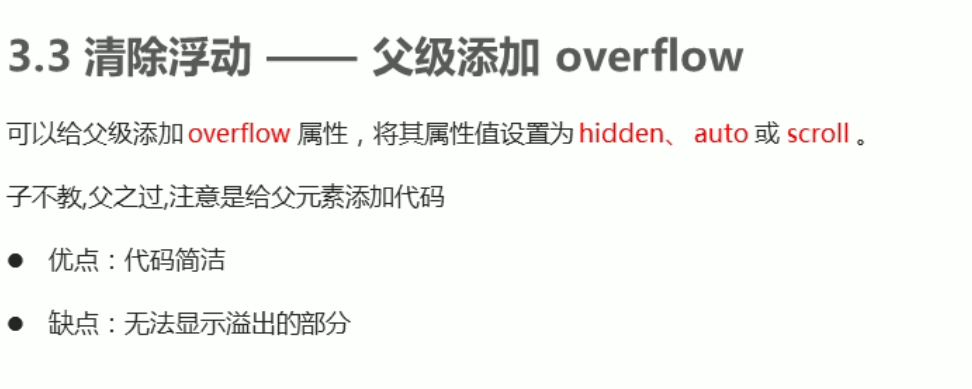 3.3 清除浮动 —— 父级添加 overflow
可以给父级添加 overflow 属性，将其属性值设置为 hidden、 auto 或 scroll 。
子不教,父之过,注意是给父元素添加代码
● 优点：代码简洁
● 缺点：无法显示溢出的部分